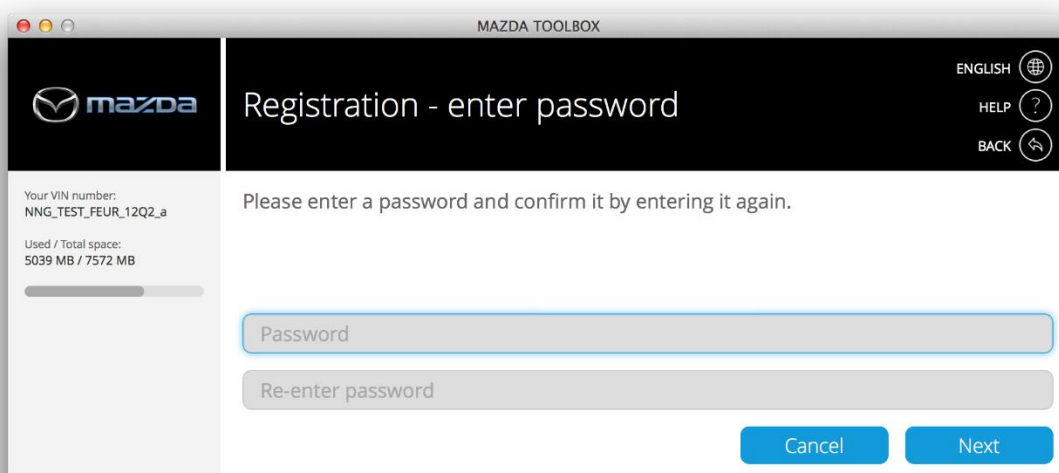 MAZDA TOOLBOX
mazda
Registration - enter password
ENGLISH
HELP
?
BACK
Your VIN number:
NNG_TEST_FEUR_12Q2_a
Used / Total space:
5039 MB / 7572 MB
Please enter a password and confirm it by entering it again.
Password
Re-enter password
Cancel
Next